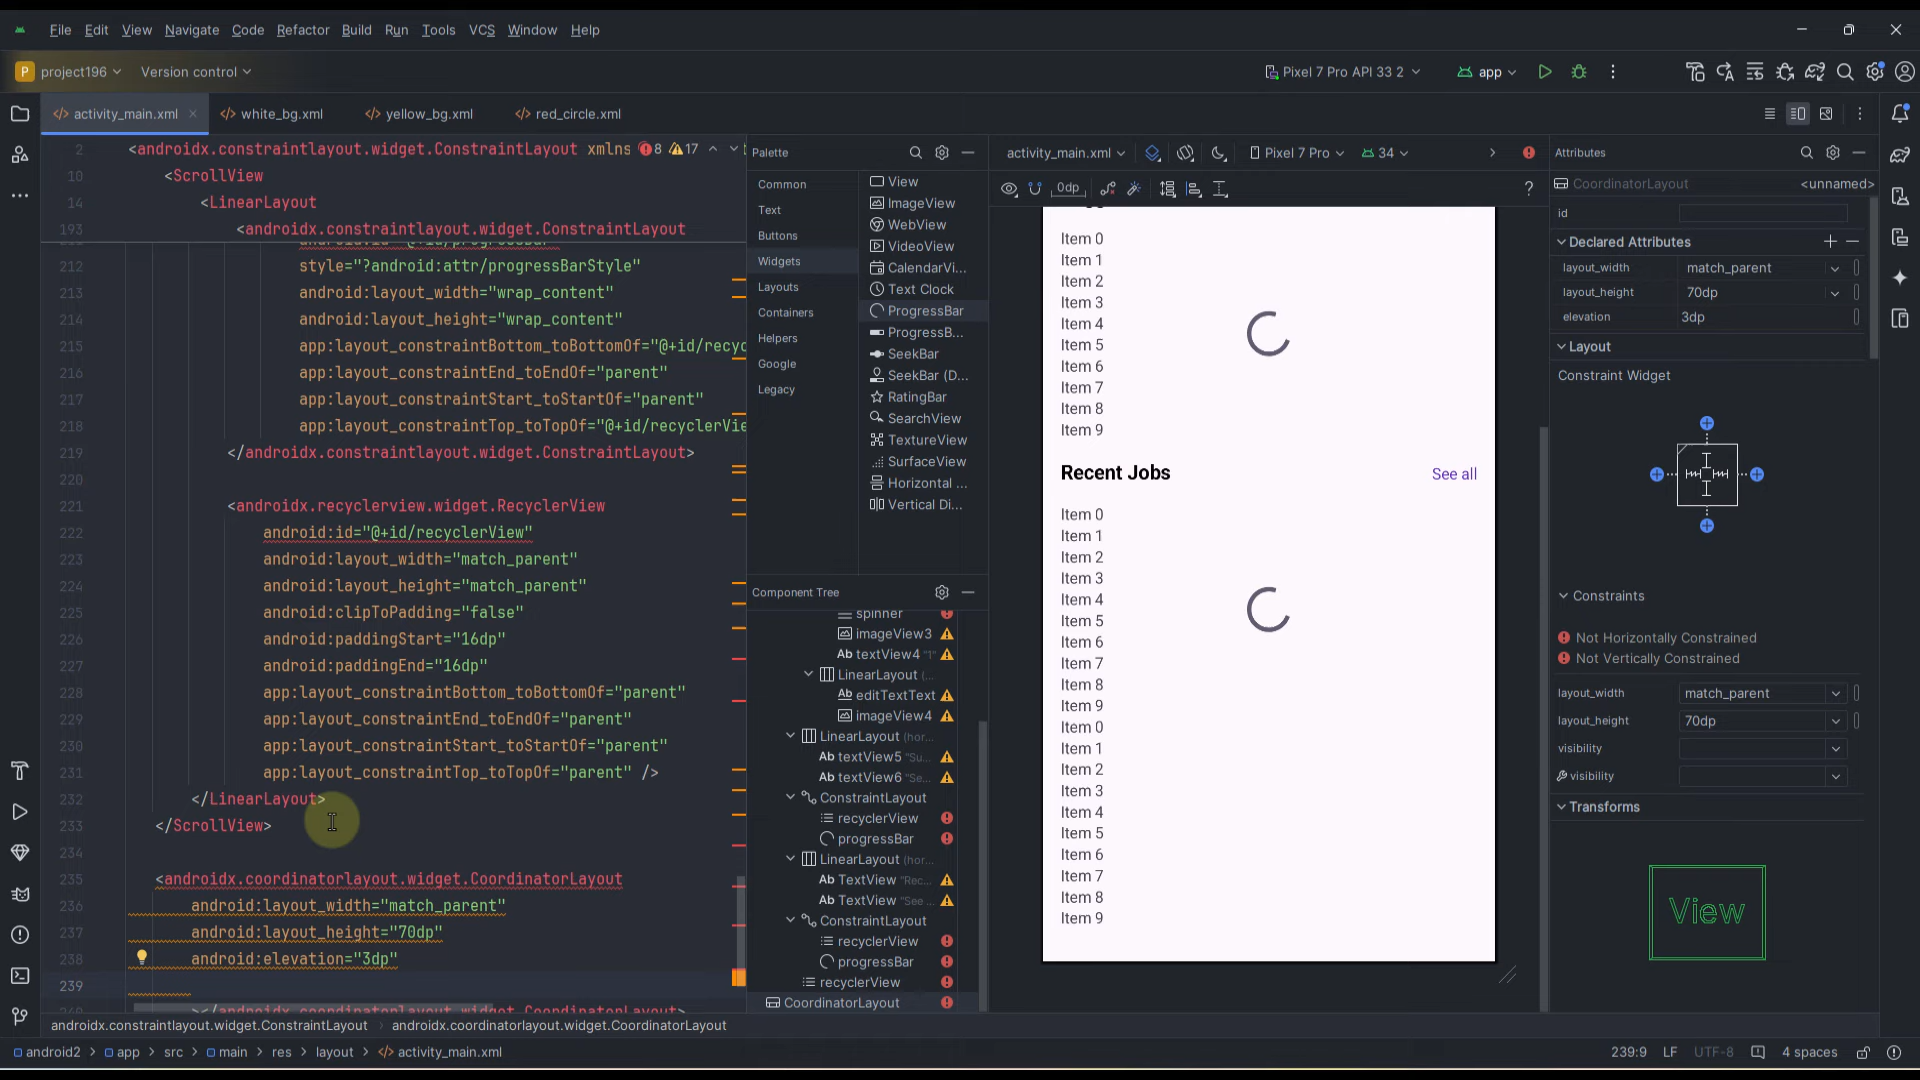 File Edit View Navigate Code Refactor Build Run Tools VCS Window Help
P project196 Version control Pixel 7 Pro API 33 2 app
activity_main.xml white_bg.xml yellow_bg.xml red_circle.xml
2 <androidx.constraintlayout.widget.ConstraintLayout xmlns 8 17
10 <ScrollView
14 <LinearLayout
193 <androidx.constraintlayout.widget.ConstraintLayout
212 style="?android:attr/progressBarStyle"
213 android:layout_width="wrap_content"
214 android:layout_height="wrap_content"
215 app:layout_constraintBottom_toBottomOf="@+id/recyc
216 app:layout_constraintEnd_toEndOf="parent"
217 app:layout_constraintStart_toStartOf="parent"
218 app:layout_constraintTop_toTopOf="@+id/recyclerVie
219 </androidx.constraintlayout.widget.ConstraintLayout>
220
221 <androidx.recyclerview.widget.RecyclerView
222 android:id="@+id/recyclerView"
223 android:layout_width="match_parent"
224 android:layout_height="match_parent"
225 android:clipToPadding="false"
226 android:paddingStart="16dp"
227 android:paddingEnd="16dp"
228 app:layout_constraintBottom_toBottomOf="parent"
229 app:layout_constraintEnd_toEndOf="parent"
230 app:layout_constraintStart_toStartOf="parent"
231 app:layout_constraintTop_toTopOf="parent" />
232 </LinearLayout>
233 </ScrollView>
234
235 <androidx.coordinatorlayout.widget.CoordinatorLayout
236 android:layout_width="match_parent"
237 android:layout_height="70dp"
238 android:elevation="3dp"
239
></androidx.coordinatorlayout.widget.CoordinatorLayout>
androidx.constraintlayout.widget.ConstraintLayout androidx.coordinatorlayout.widget.CoordinatorLayout
Palette
Common
Text
Buttons
Widgets
Layouts
Containers
Helpers
Google
Legacy
View
ImageView
WebView
VideoView
CalendarVi...
Text Clock
ProgressBar
ProgressB...
SeekBar
SeekBar (D...
RatingBar
SearchView
TextureView
SurfaceView
Horizontal ...
Vertical Di...
Component Tree
spinner
imageView3
Ab textView4 "1"
LinearLayout (...
Ab editTextText
imageView4
LinearLayout (hor...
Ab textView5 "Su...
Ab textView6 "Se...
ConstraintLayout
recyclerView
progressBar
LinearLayout (hor...
Ab TextView "Rec...
Ab TextView "See ...
ConstraintLayout
recyclerView
progressBar
recyclerView
CoordinatorLayout
activity_main.xml Pixel 7 Pro 34
0dp ?
Item 0
Item 1
Item 2
Item 3
Item 4
Item 5
Item 6
Item 7
Item 8
Item 9
Recent Jobs See all
Item 0
Item 1
Item 2
Item 3
Item 4
Item 5
Item 6
Item 7
Item 8
Item 9
Item 0
Item 1
Item 2
Item 3
Item 4
Item 5
Item 6
Item 7
Item 8
Item 9
Attributes
CoordinatorLayout <unnamed>
id
Declared Attributes
layout_width match_parent
layout_height 70dp
elevation 3dp
Layout
Constraint Widget
Constraints
Not Horizontally Constrained
Not Vertically Constrained
layout_width match_parent
layout_height 70dp
visibility
visibility
Transforms
View
android2 > app > src > main > res > layout > activity_main.xml 239:9 LF UTF-8 4 spaces